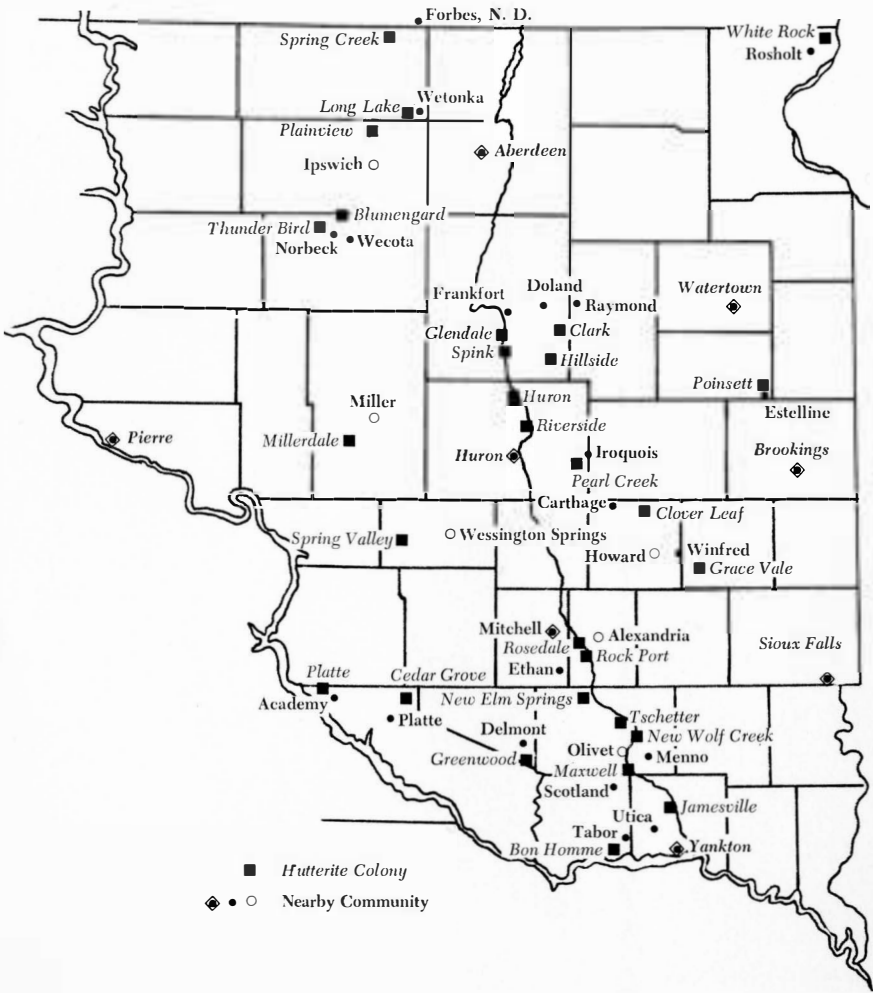 Forbes, N. D.
Spring Creek
White Rock
Rosholt
Long Lake
Wetonka
Plainview
Ipswich
Aberdeen
Blumengard
Thunder Bird
Norbeck
Wecota
Frankfort
Doland
Raymond
Watertown
Glendale
Clark
Spink
Hillside
Poinsett
Estelline
Miller
Huron
Riverside
Pierre
Millerdale
Huron
Iroquois
Brookings
Pearl Creek
Carthage
Clover Leaf
Spring Valley
Wessington Springs
Howard
Winfred
Grace Vale
Mitchell
Alexandria
Rosedale
Rock Port
Sioux Falls
Ethan
Platte
Cedar Grove
Academy
New Elm Springs
Platte
Tschetter
Delmont
New Wolf Creek
Olivet
Menno
Greenwood
Maxwell
Scotland
Jamesville
Utica
Tabor
Bon Homme
Yankton
Hutterite Colony
Nearby Community